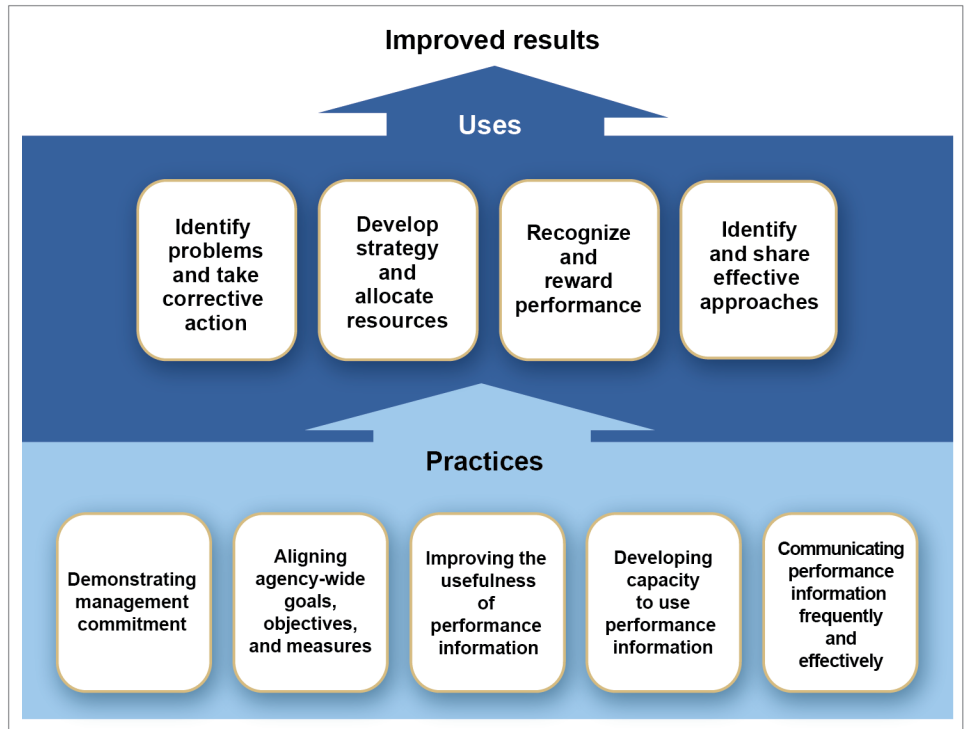 Improved results
Uses
Identify
problems
and take
corrective
action
Develop
strategy
and
allocate
resources
Recognize
and
reward
performance
Identify
and share
effective
approaches
Practices
Demonstrating
management
commitment
Aligning
agency-wide
goals,
objectives,
and measures
Improving the
usefulness
of
performance
information
Developing
capacity
to use
performance
information
Communicating
performance
information
frequently
and
effectively